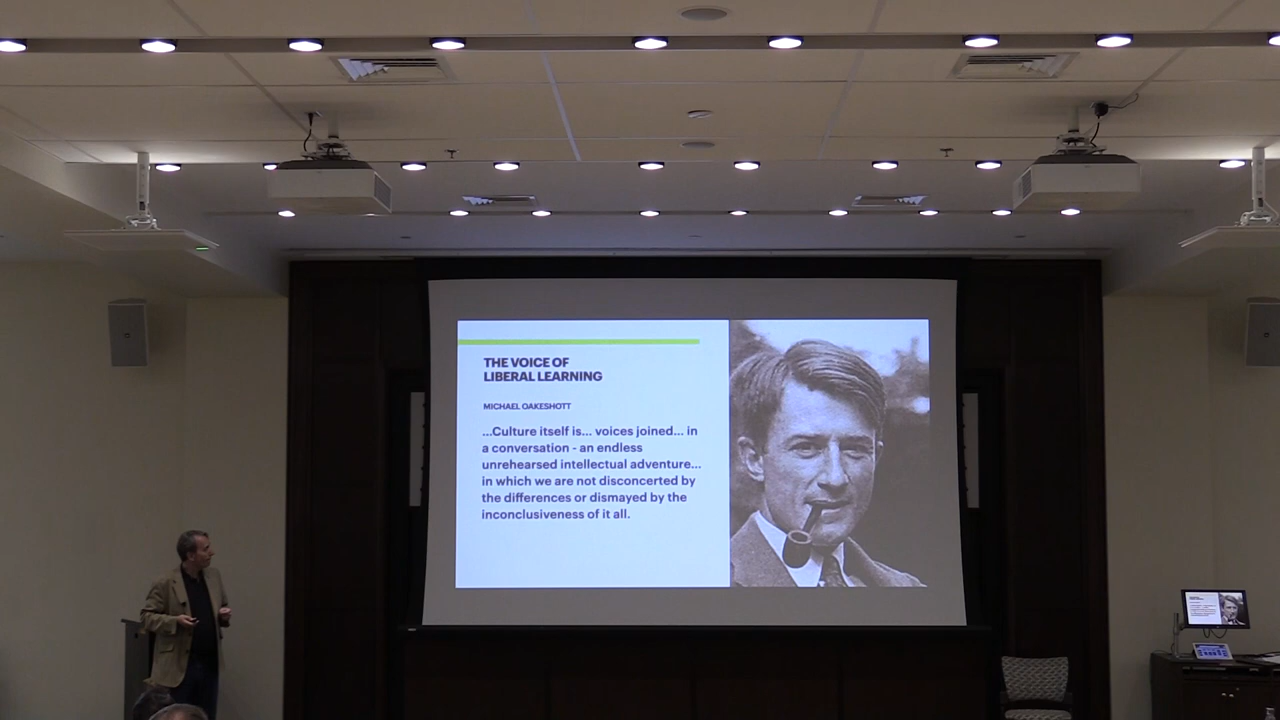 THE VOICE OF
LIBERAL LEARNING
MICHAEL OAKESHOTT
...Culture itself is... voices joined... in
a conversation - an endless
unrehearsed intellectual adventure...
in which we are not disconcerted by
the differences or dismayed by the
inconclusiveness of it all.